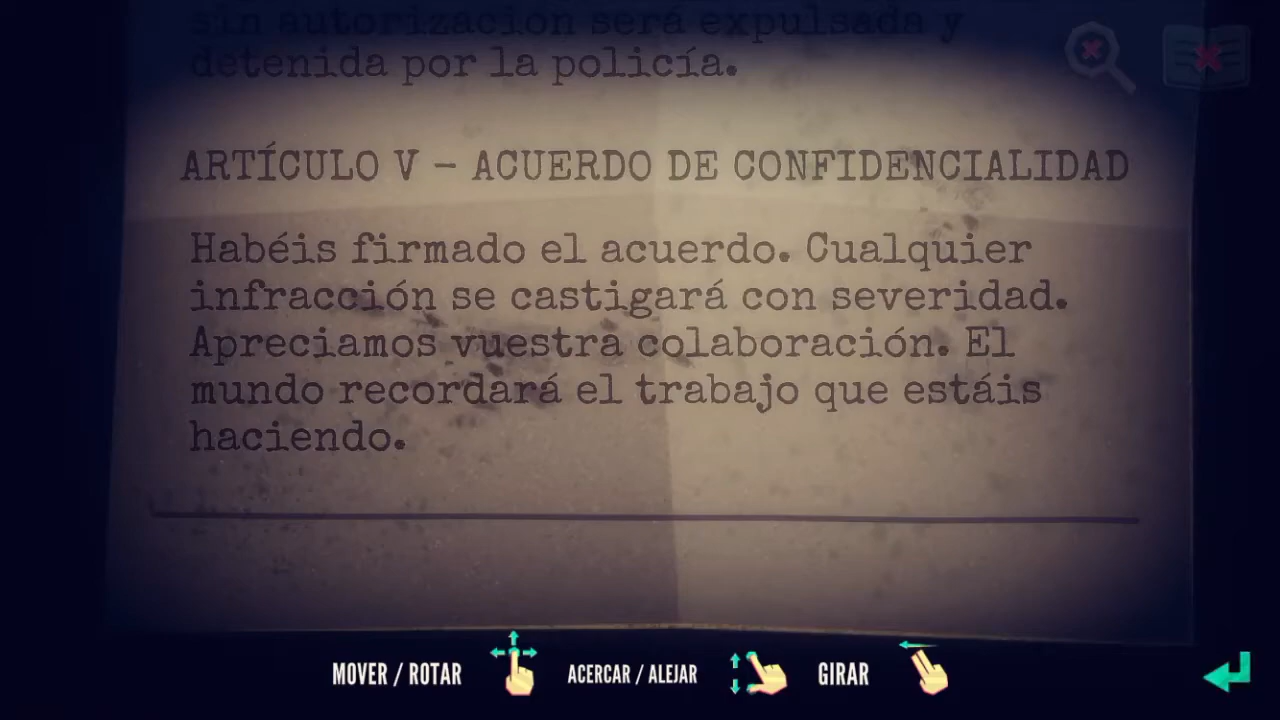 sin autorización será expulsada y
detenida por la policía.
ARTÍCULO V - ACUERDO DE CONFIDENCIALIDAD
Habéis firmado el acuerdo. Cualquier
infracción se castigará con severidad.
Apreciamos vuestra colaboración. El
mundo recordará el trabajo que estáis
haciendo.
MOVER / ROTAR
ACERCAR / ALEJAR
GIRAR